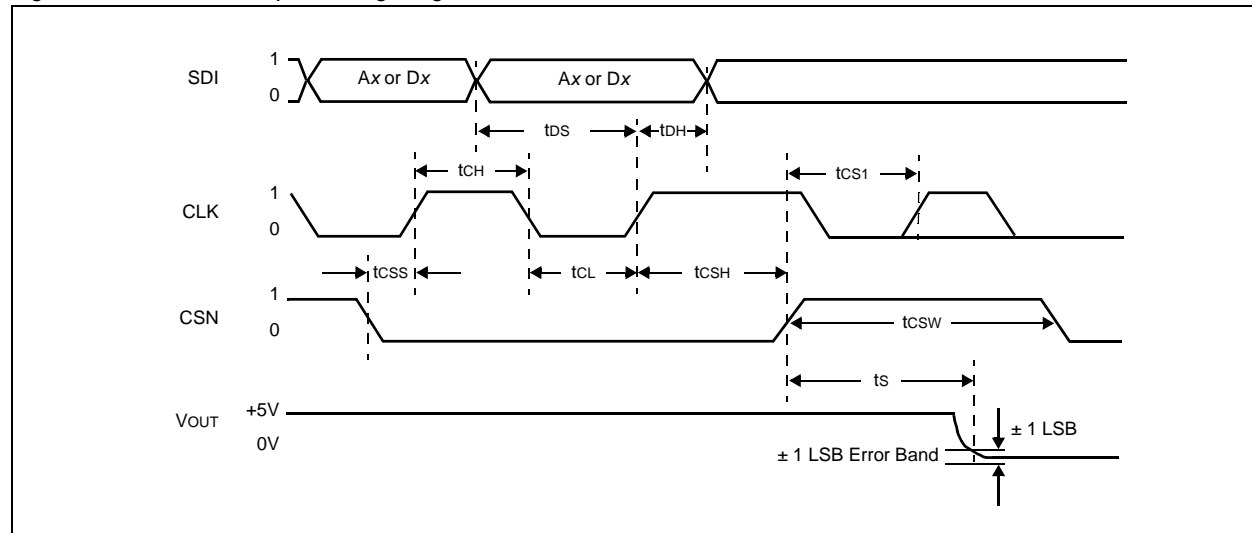 SDI
1
0
Ax or Dx
Ax or Dx
tDS
tDH
tCH
tCS1
CLK
1
0
tCSS
tCL
tCSH
CSN
1
0
tCSW
tS
VOUT
+5V
0V
± 1 LSB
± 1 LSB Error Band